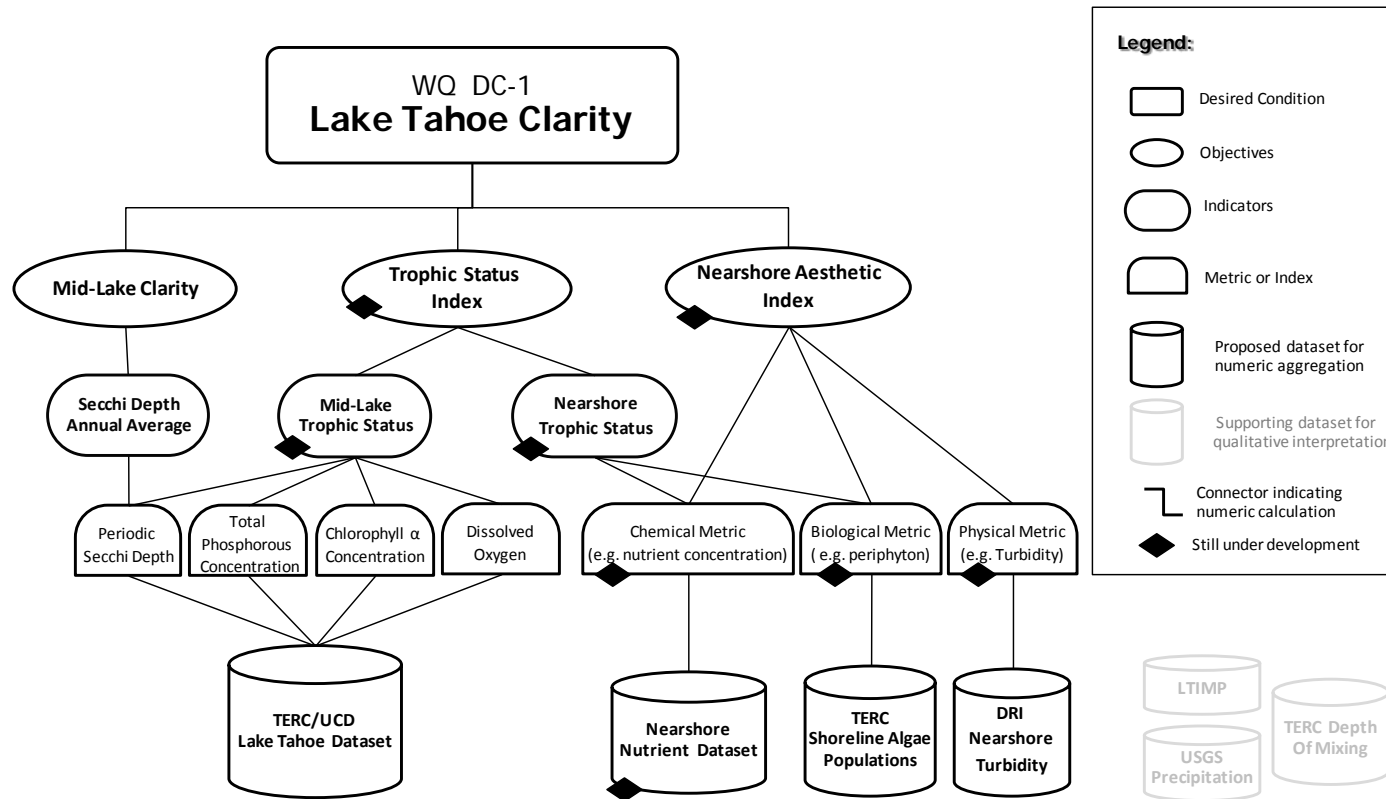 WQ DC-1
Lake Tahoe Clarity
Mid-Lake Clarity
Trophic Status
Index
Nearshore Aesthetic
Index
Secchi Depth
Annual Average
Mid-Lake
Trophic Status
Nearshore
Trophic Status
Periodic
Secchi Depth
Total
Phosphorous
Concentration
Chlorophyll α
Concentration
Dissolved
Oxygen
Chemical Metric
(e.g. nutrient concentration)
Biological Metric
( e.g. periphyton)
Physical Metric
(e.g. Turbidity)
TERC/UCD
Lake Tahoe Dataset
Nearshore
Nutrient Dataset
TERC
Shoreline Algae
Populations
DRI
Nearshore
Turbidity
Legend:
Desired Condition
Objectives
Indicators
Metric or Index
Proposed dataset for
numeric aggregation
Supporting dataset for
qualitative interpretation
Connector indicating
numeric calculation
Still under development
LTIMP
USGS
Precipitation
TERC Depth
Of Mixing